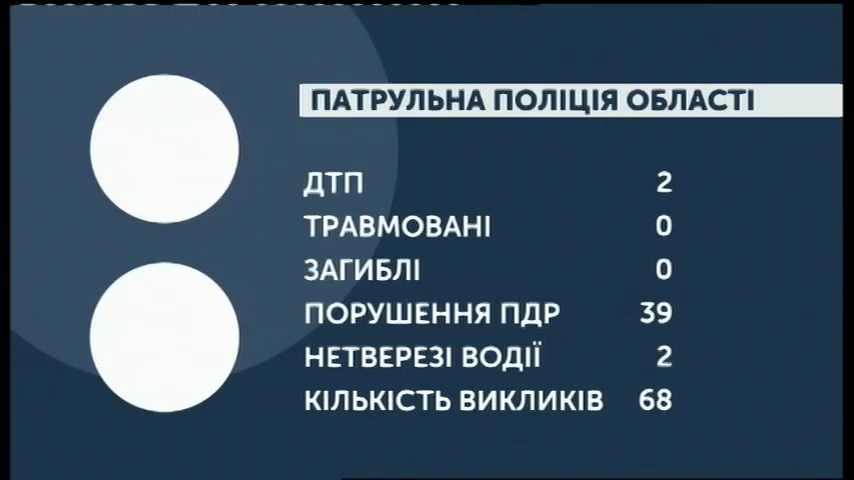 ПАТРУЛЬНА ПОЛІЦІЯ ОБЛАСТІ
ДТП 2
ТРАВМОВАНІ 0
ЗАГИБЛІ 0
ПОРУШЕННЯ ПДР 39
НЕТВЕРЕЗІ ВОДІЇ 2
КІЛЬКІСТЬ ВИКЛИКІВ 68